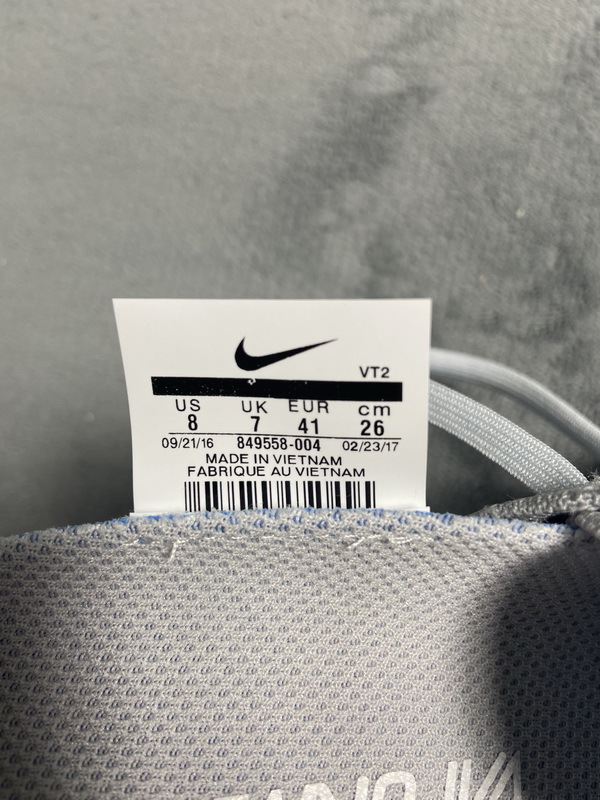 VT2
US UK EUR cm
8 7 41 26
09/21/16 849558-004 02/23/17
MADE IN VIETNAM
FABRIQUE AU VIETNAM